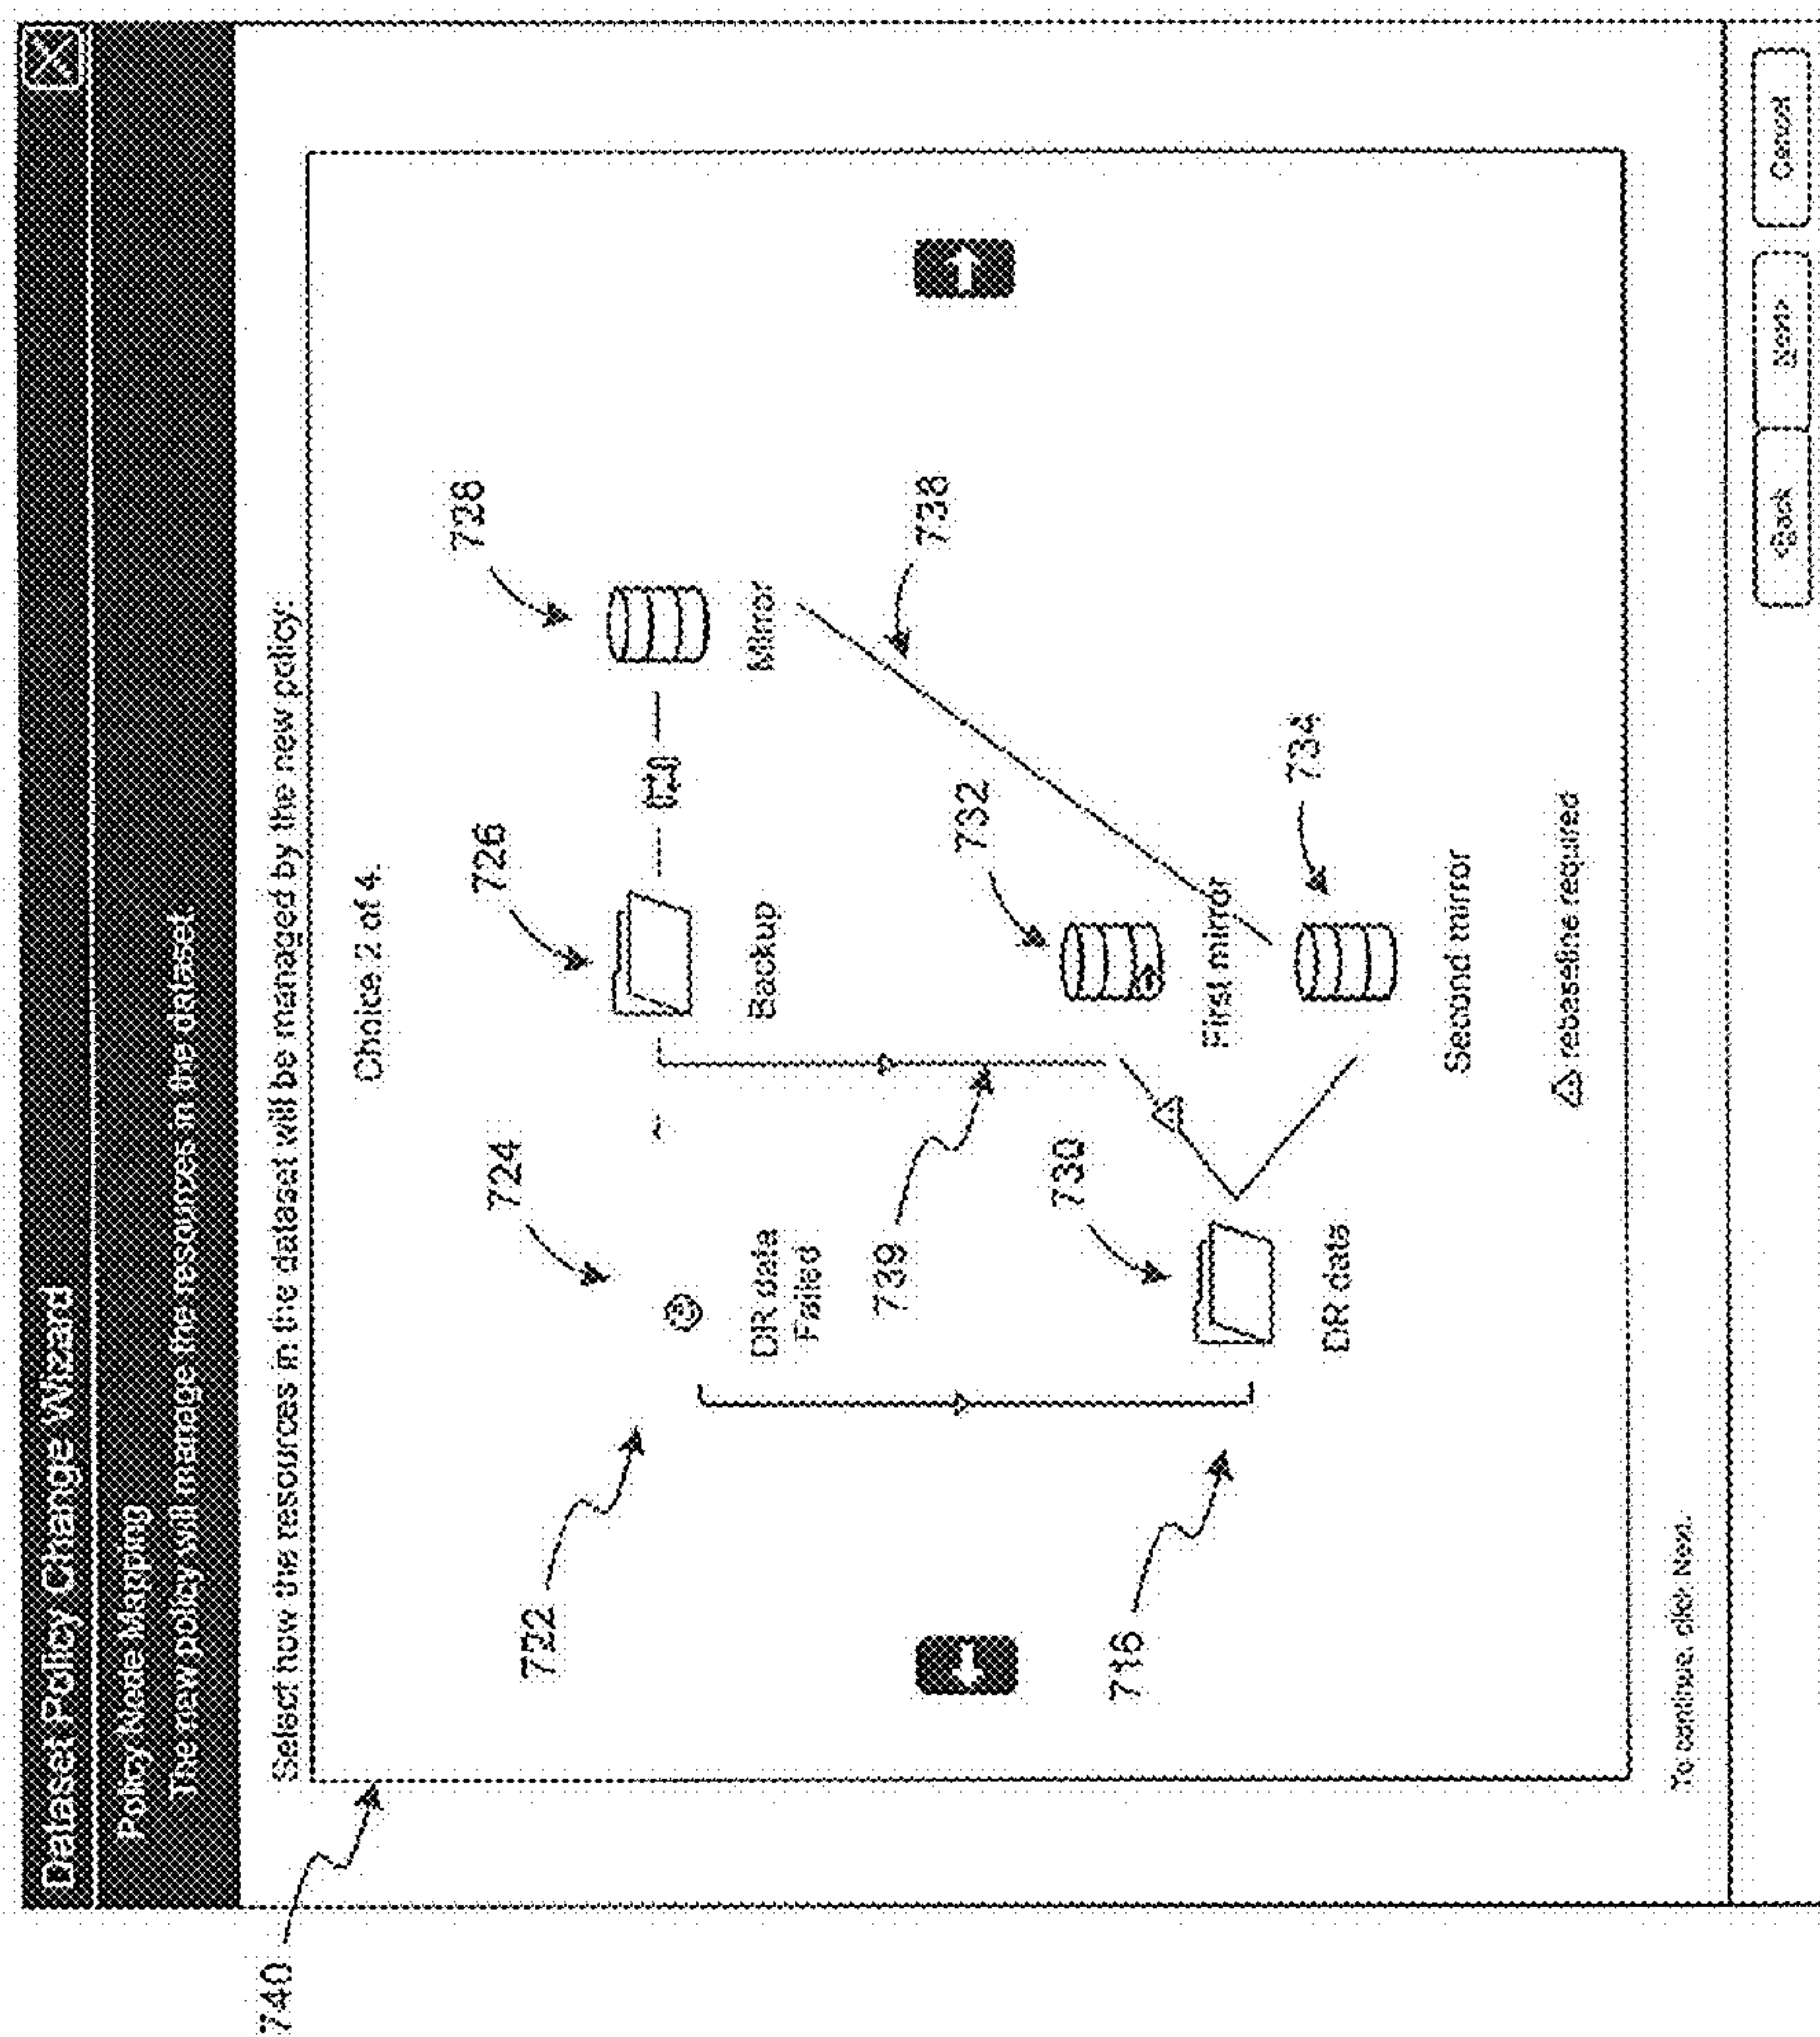 Dataset Policy Change Wizard
Policy Node Mapping
The new policy will manage the resources in the dataset.
Select how the resources in the dataset will be managed by the new policy:
740
Choice 2 of 4.
722
724
726
728
DR data
Failed
Backup
Mirror
739
732
738
716
730
734
First mirror
DR data
Second mirror
rebaseline required
To continue, click Next.
<Back
Next>
Cancel